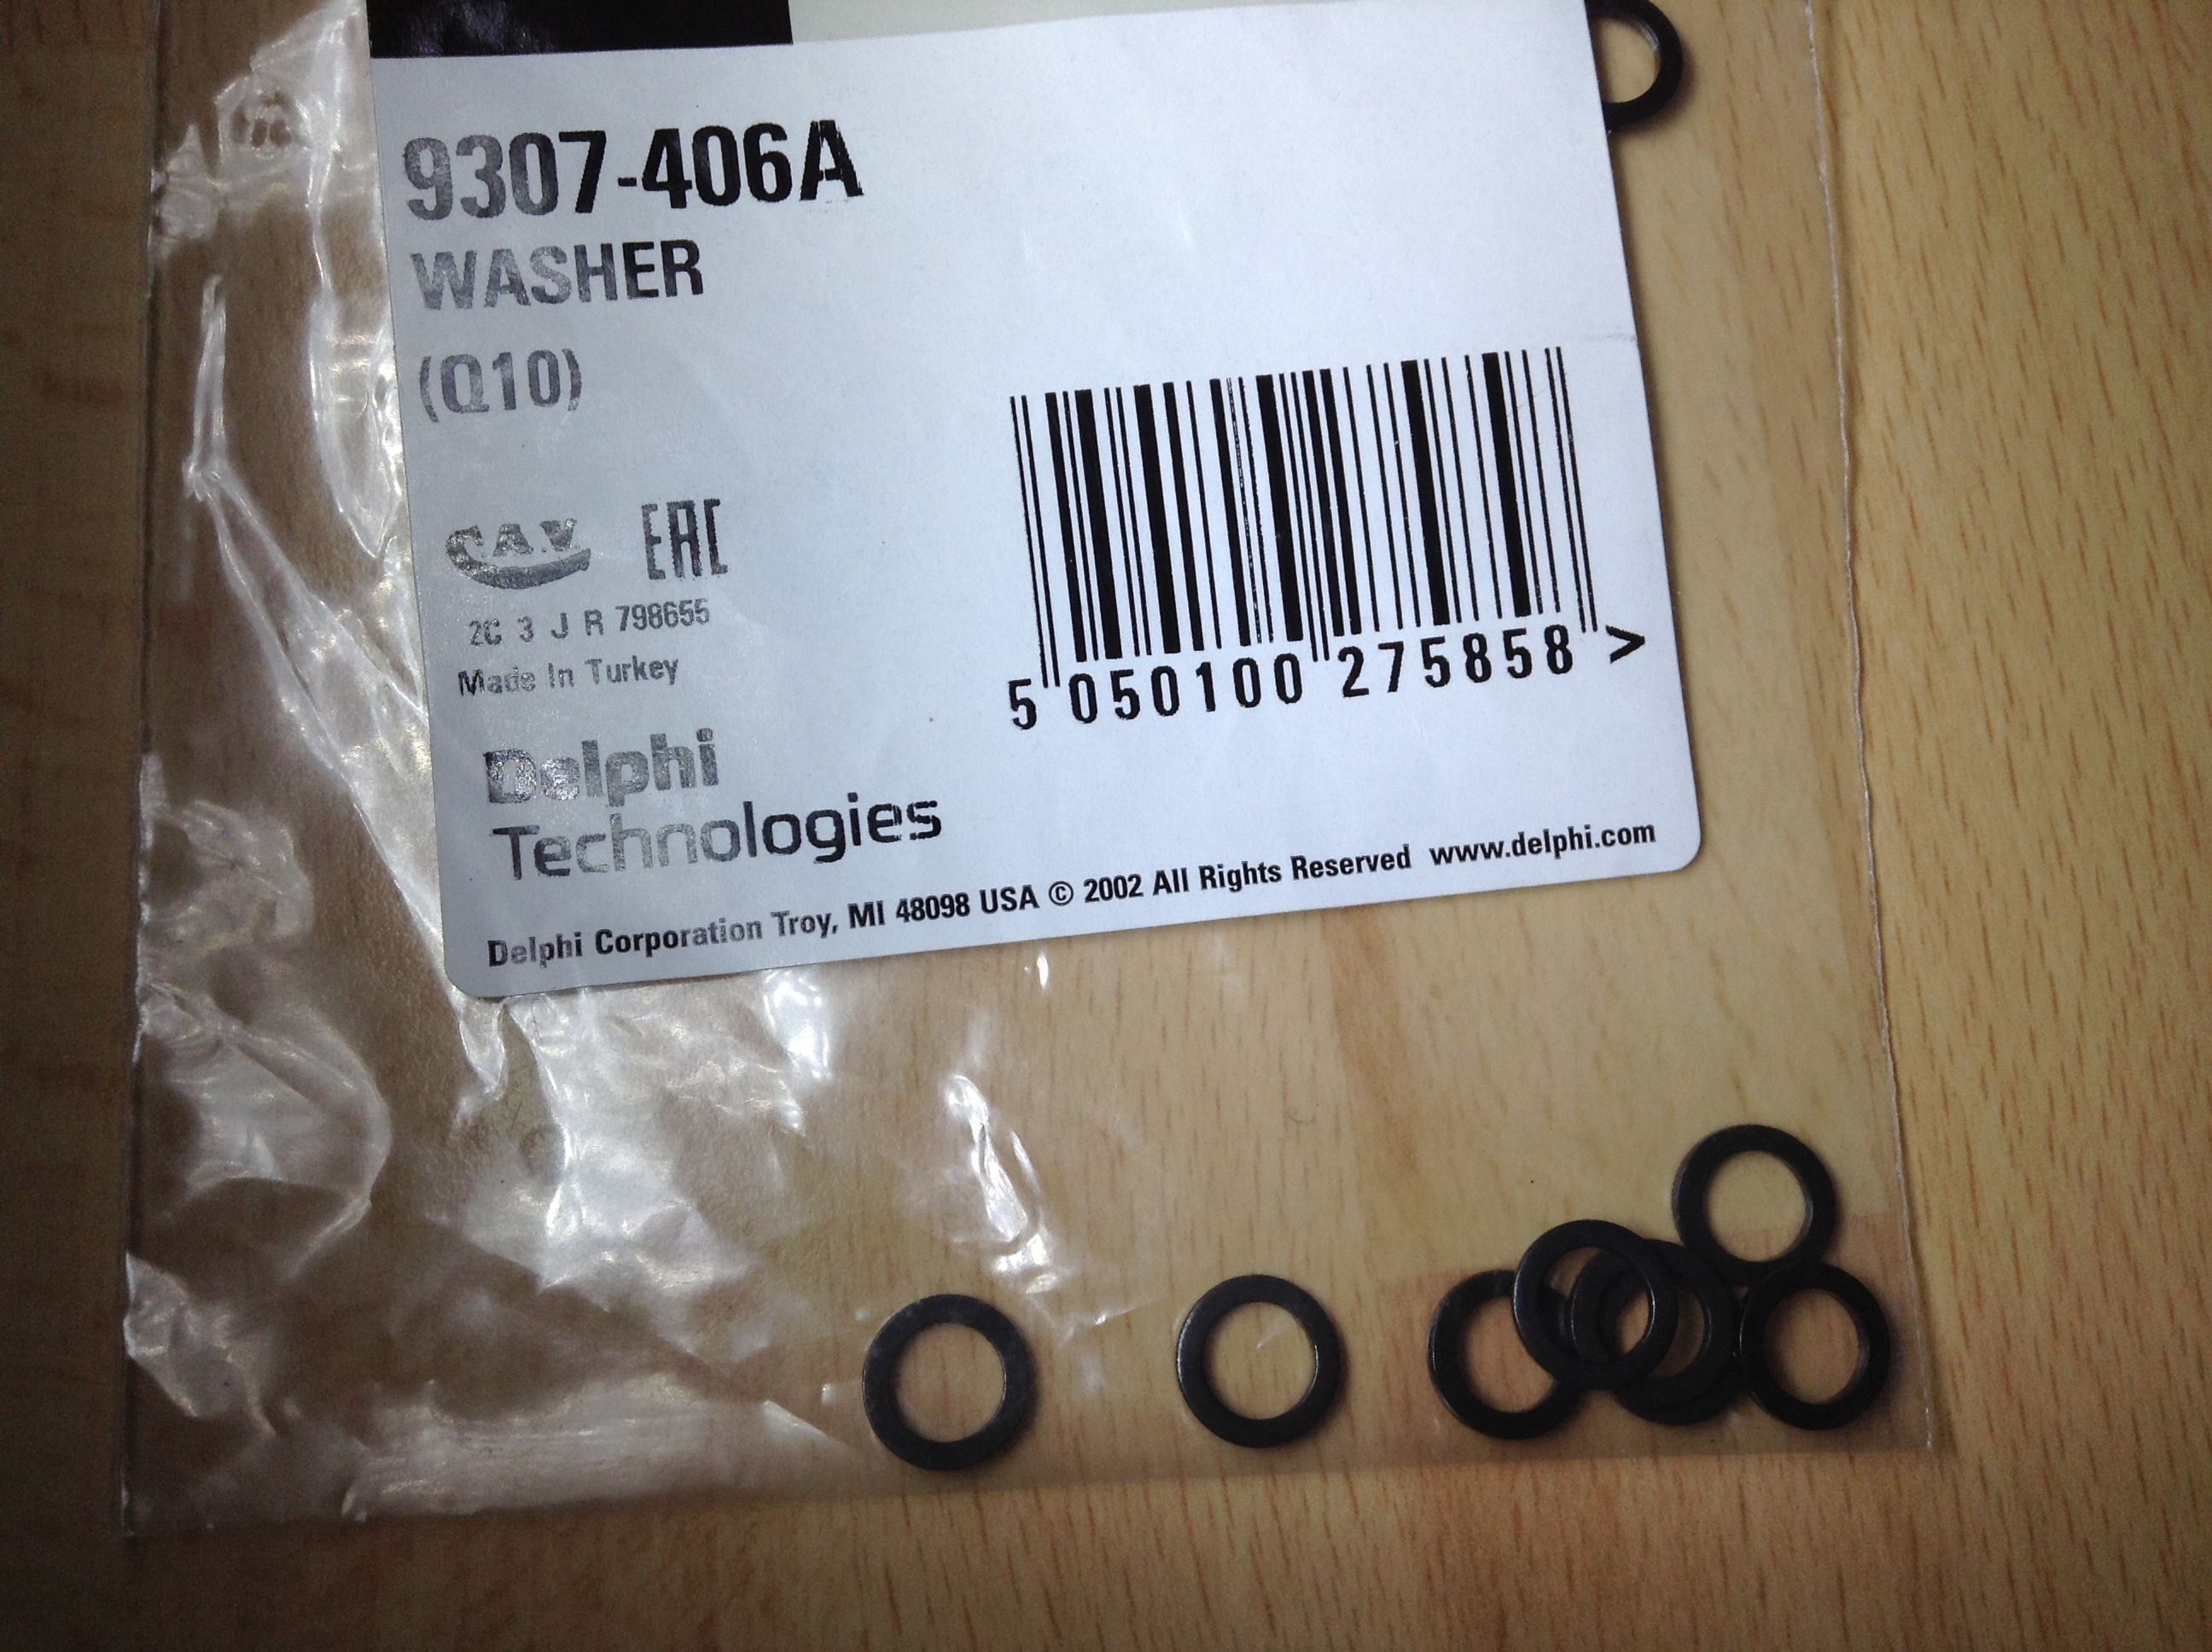 9307-406A
WASHER
(Q10)
C.A.V. EAC
2C 3 J R 798655
Made In Turkey
5 050100 275858 >
Delphi
Technologies
Delphi Corporation Troy, MI 48098 USA © 2002 All Rights Reserved www.delphi.com